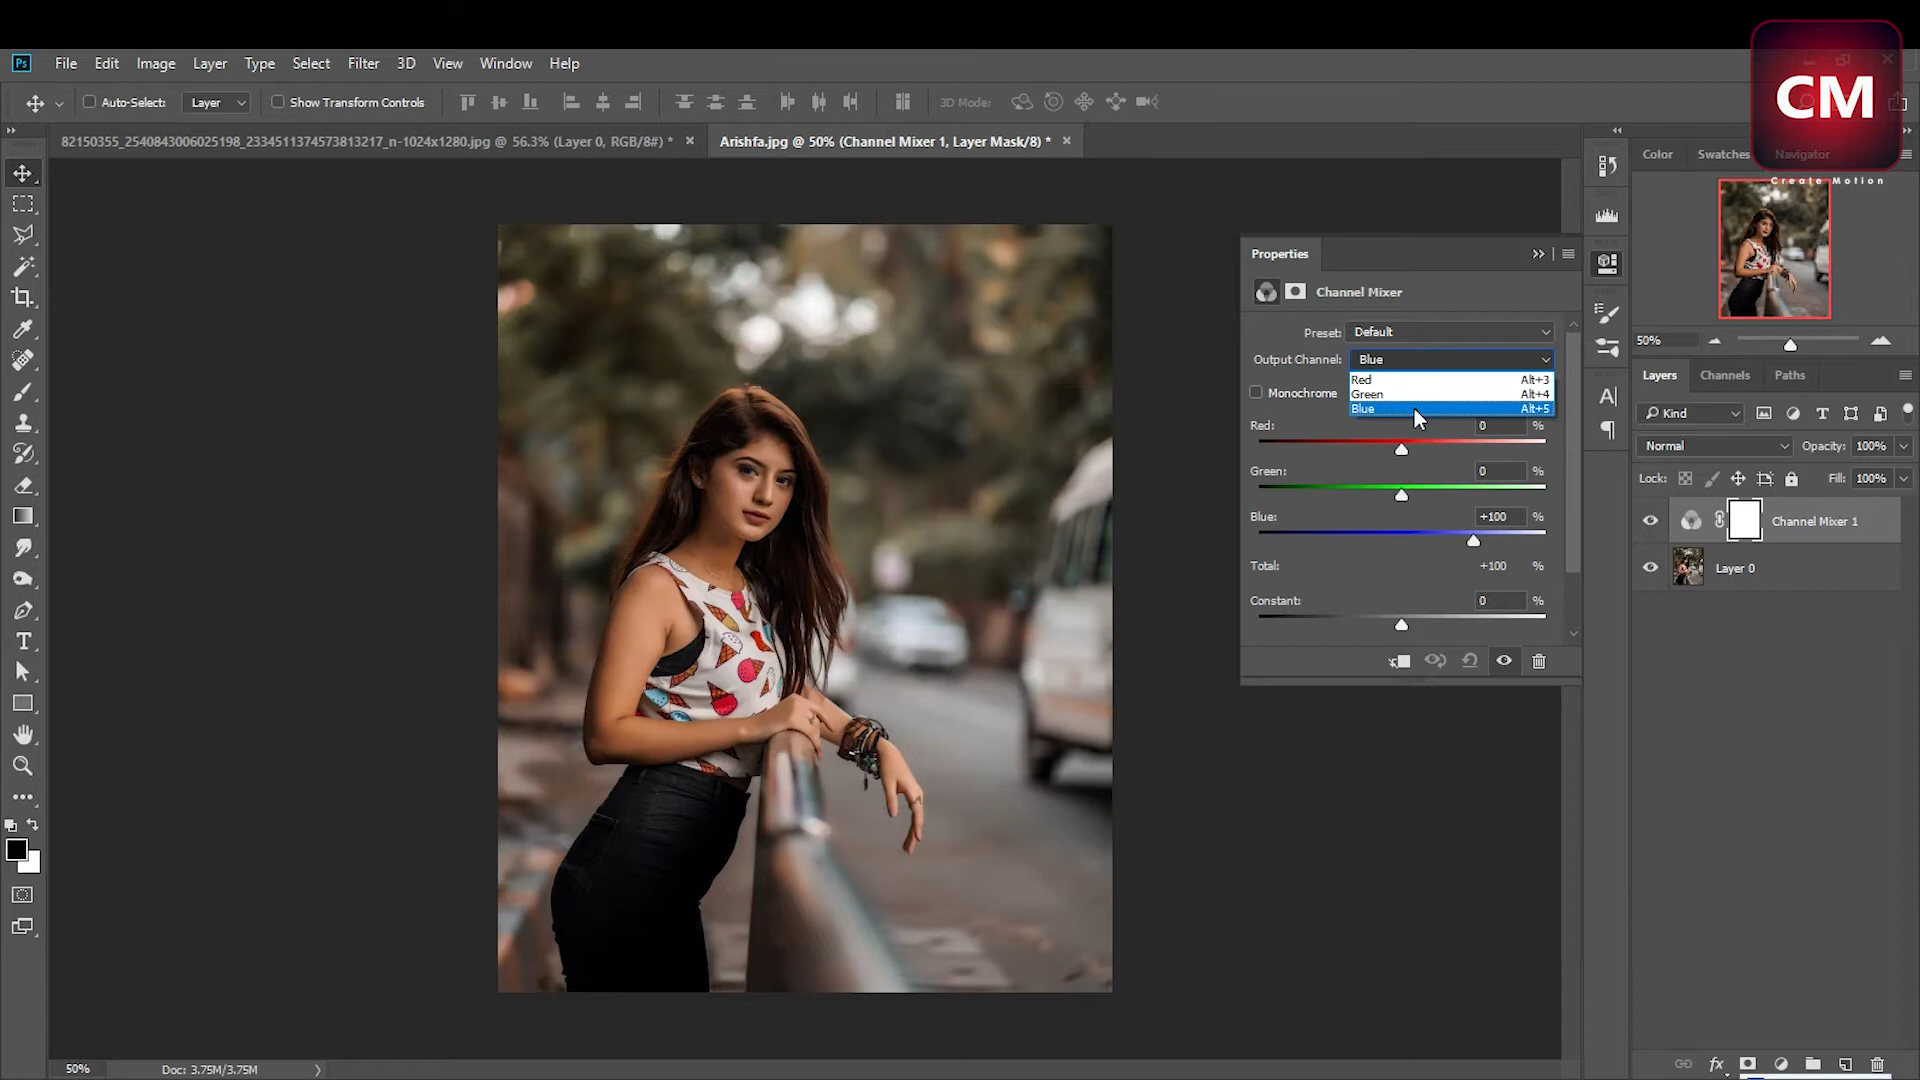 CM
Create Motion
Ps File Edit Image Layer Type Select Filter 3D View Window Help
Auto-Select: Layer Show Transform Controls 3D Mode:
82150355_2540843006025198_2334511374573813217_n-1024x1280.jpg @ 56.3% (Layer 0, RGB/8#) * Arishfa.jpg @ 50% (Channel Mixer 1, Layer Mask/8) *
Color Swatches Navigator
50%
Properties
Channel Mixer
Preset: Default
Output Channel: Blue
Red Alt+3
Green Alt+4
Blue Alt+5
Monochrome
Red: 0 %
Green: 0 %
Blue: +100 %
Total: +100 %
Constant: 0 %
Layers Channels Paths
Kind
Normal Opacity: 100%
Lock: Fill: 100%
Channel Mixer 1
Layer 0
fx
50% Doc: 3.75M/3.75M